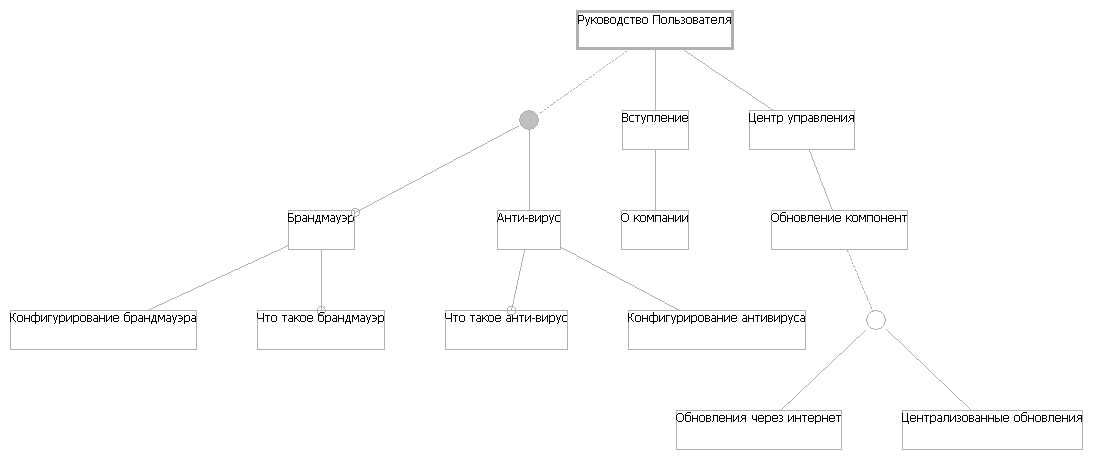 Руководство Пользователя
Вступление
Центр управления
Брандмауэр
Анти-вирус
О компании
Обновление компонент
Конфигурирование брандмауэра
Что такое брандмауэр
Что такое анти-вирус
Конфигурирование антивируса
Обновления через интернет
Централизованные обновления